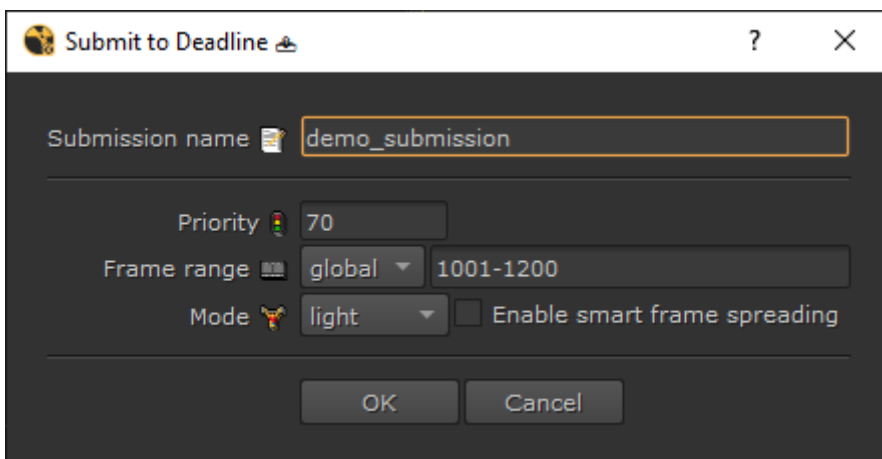 Submit to Deadline
Submission name demo_submission
Priority 70
Frame range global 1001-1200
Mode light Enable smart frame spreading
OK Cancel